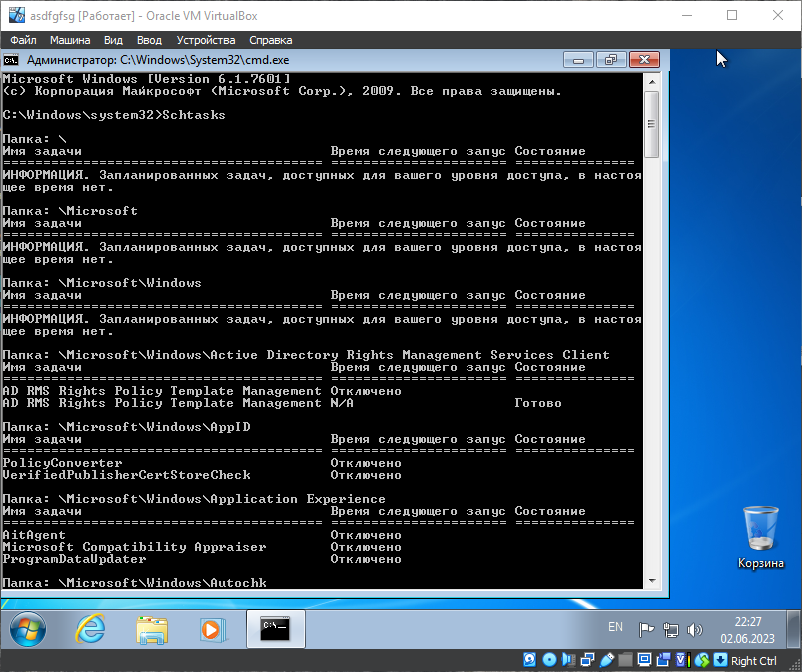 asdfgfsg [Работает] - Oracle VM VirtualBox
Файл Машина Вид Ввод Устройства Справка
Администратор: C:\Windows\System32\cmd.exe
Microsoft Windows [Version 6.1.7601]
(c) Корпорация Майкрософт (Microsoft Corp.), 2009. Все права защищены.
C:\Windows\system32>Schtasks
Папка: \
Имя задачи Время следующего запус Состояние
======================================== ====================== ===============
ИНФОРМАЦИЯ. Запланированных задач, доступных для вашего уровня доступа, в настоя
щее время нет.
Папка: \Microsoft
Имя задачи Время следующего запус Состояние
======================================== ====================== ===============
ИНФОРМАЦИЯ. Запланированных задач, доступных для вашего уровня доступа, в настоя
щее время нет.
Папка: \Microsoft\Windows
Имя задачи Время следующего запус Состояние
======================================== ====================== ===============
ИНФОРМАЦИЯ. Запланированных задач, доступных для вашего уровня доступа, в настоя
щее время нет.
Папка: \Microsoft\Windows\Active Directory Rights Management Services Client
Имя задачи Время следующего запус Состояние
======================================== ====================== ===============
AD RMS Rights Policy Template Management Отключено
AD RMS Rights Policy Template Management N/A Готово
Папка: \Microsoft\Windows\AppID
Имя задачи Время следующего запус Состояние
======================================== ====================== ===============
PolicyConverter Отключено
VerifiedPublisherCertStoreCheck Отключено
Папка: \Microsoft\Windows\Application Experience
Имя задачи Время следующего запус Состояние
======================================== ====================== ===============
AitAgent Отключено
Microsoft Compatibility Appraiser Отключено
ProgramDataUpdater Отключено
Папка: \Microsoft\Windows\Autochk
Корзина
EN
22:27
02.06.2023
Right Ctrl